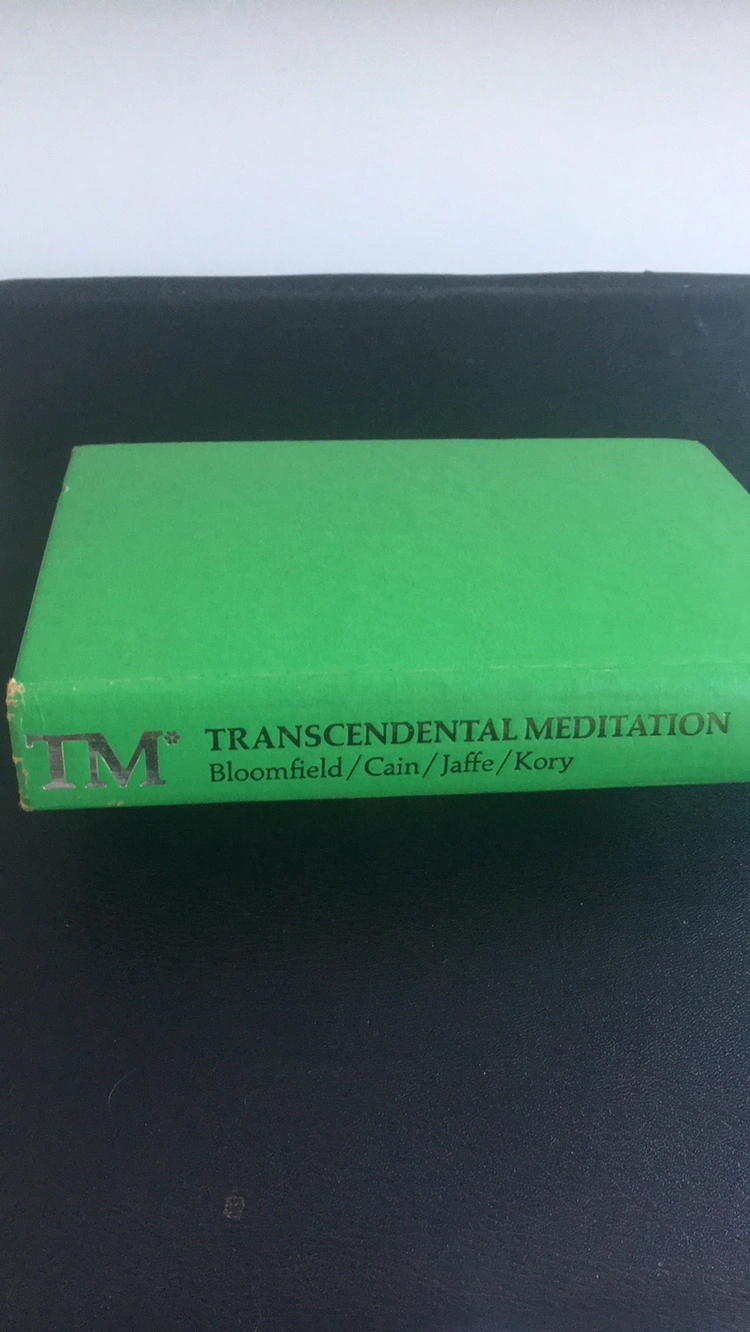 TM* TRANSCENDENTAL MEDITATION
Bloomfield/Cain/Jaffe/Kory